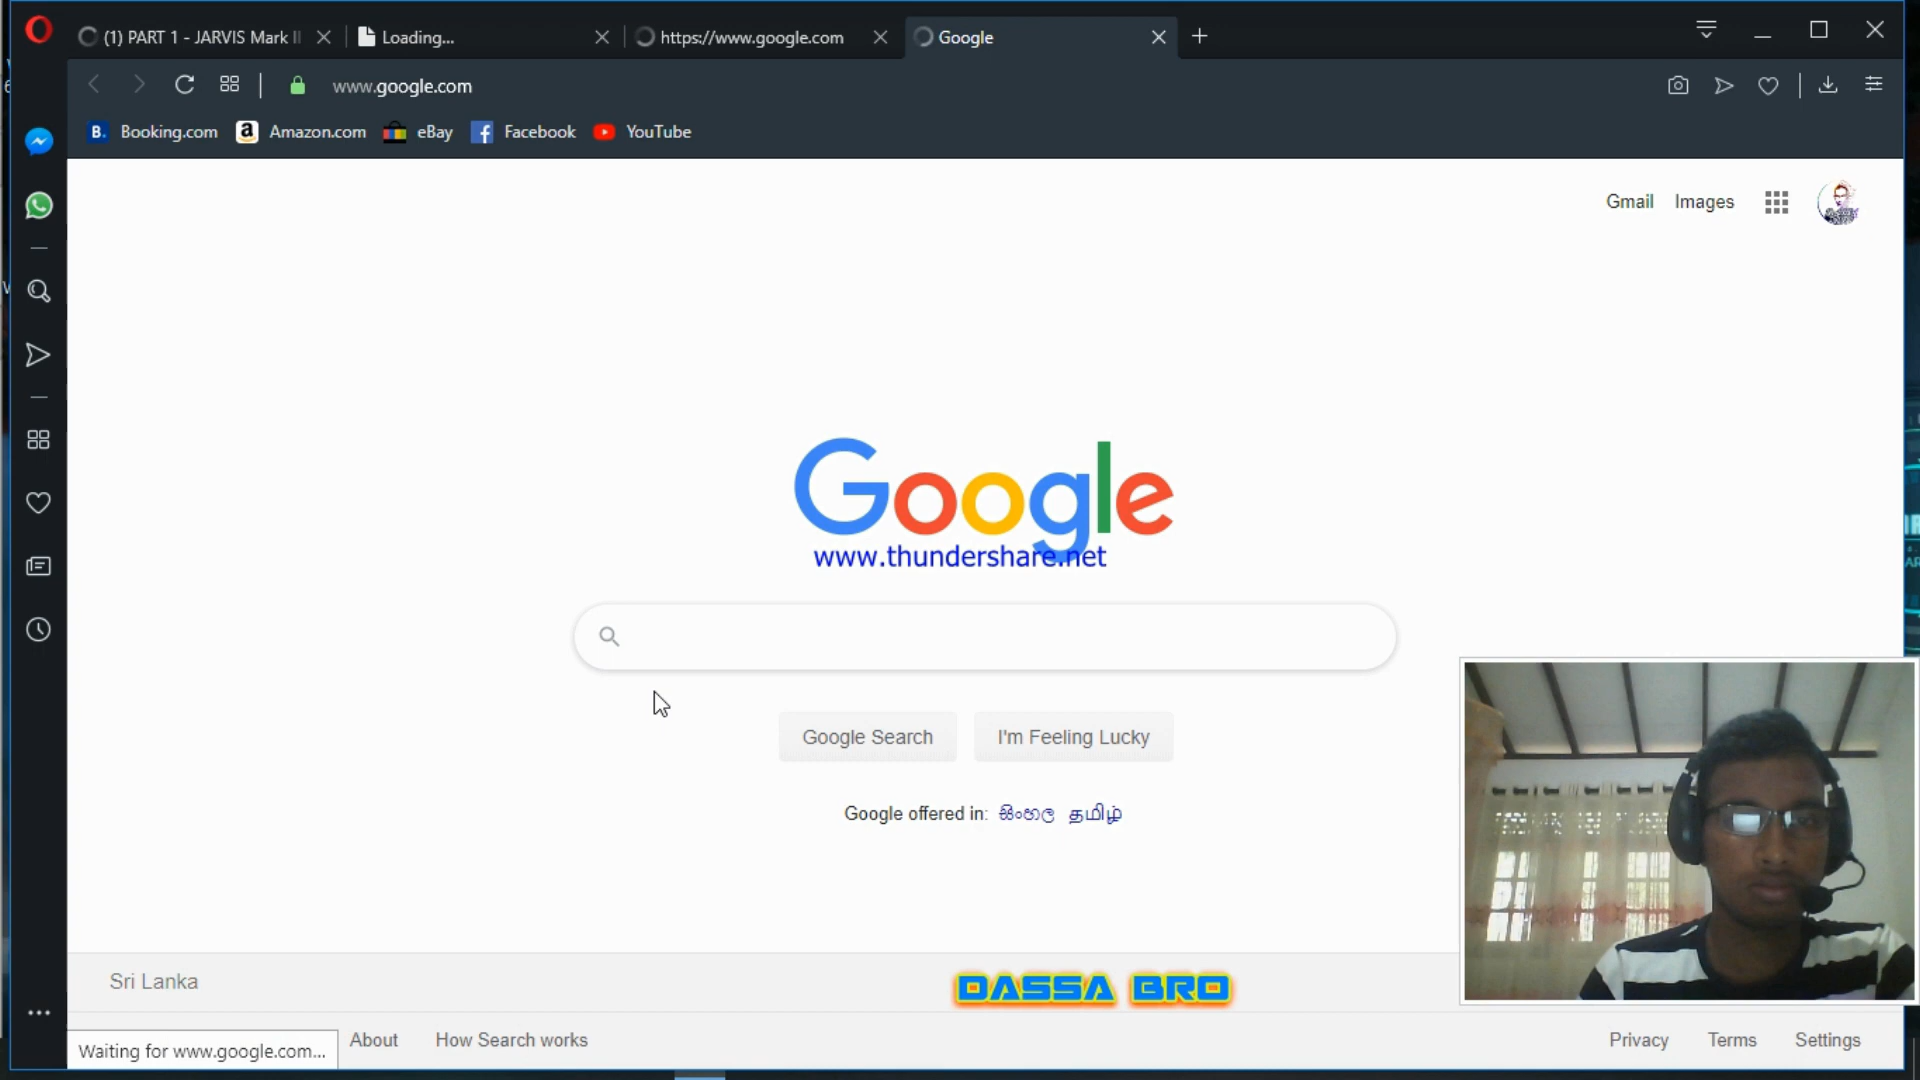 (1) PART 1 - JARVIS Mark II
Loading...
https://www.google.com
Google
www.google.com
B. Booking.com
a Amazon.com
eBay
f Facebook
YouTube
Gmail Images
Google
www.thundershare.net
Google Search
I'm Feeling Lucky
Google offered in: සිංහල தமிழ்
Sri Lanka
DASSA BRO
Waiting for www.google.com...
About
How Search works
Privacy
Terms
Settings